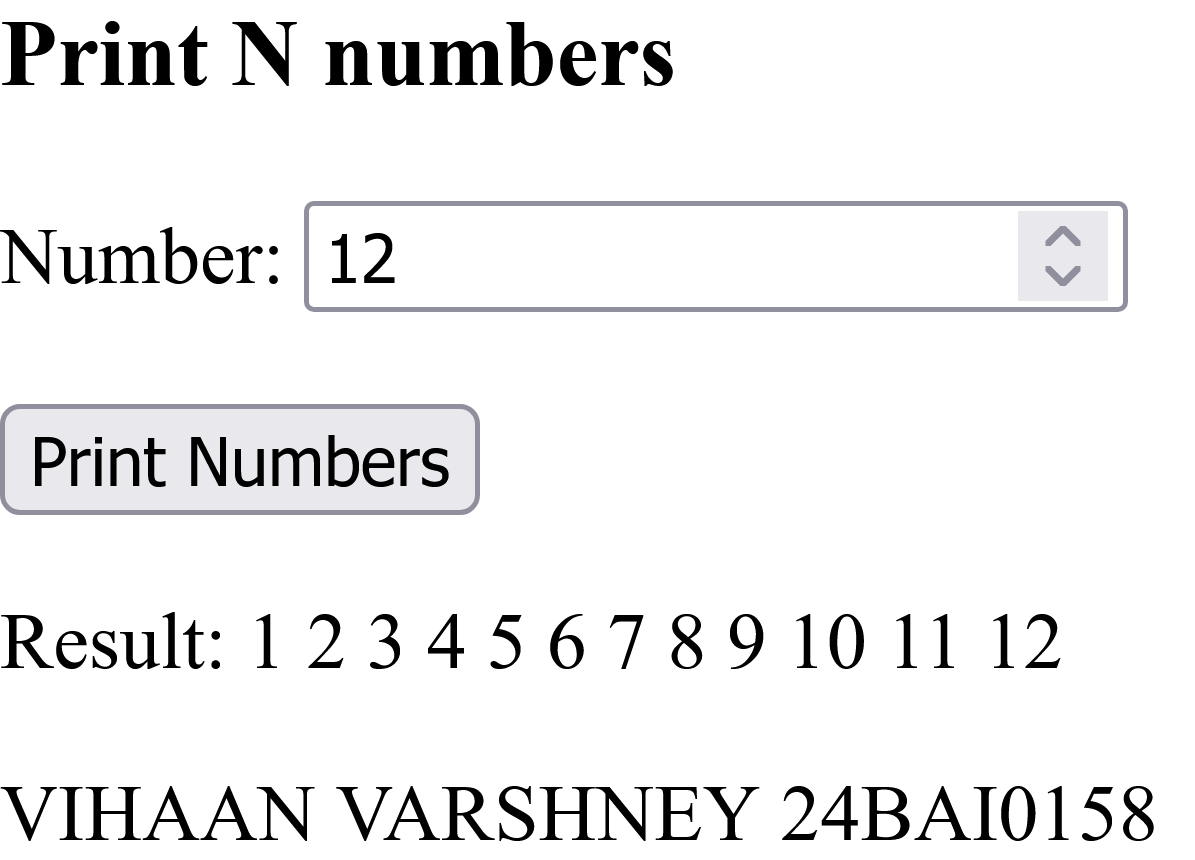 Print N numbers
Number: 12
Print Numbers
Result: 1 2 3 4 5 6 7 8 9 10 11 12
VIHAAN VARSHNEY 24BAI0158